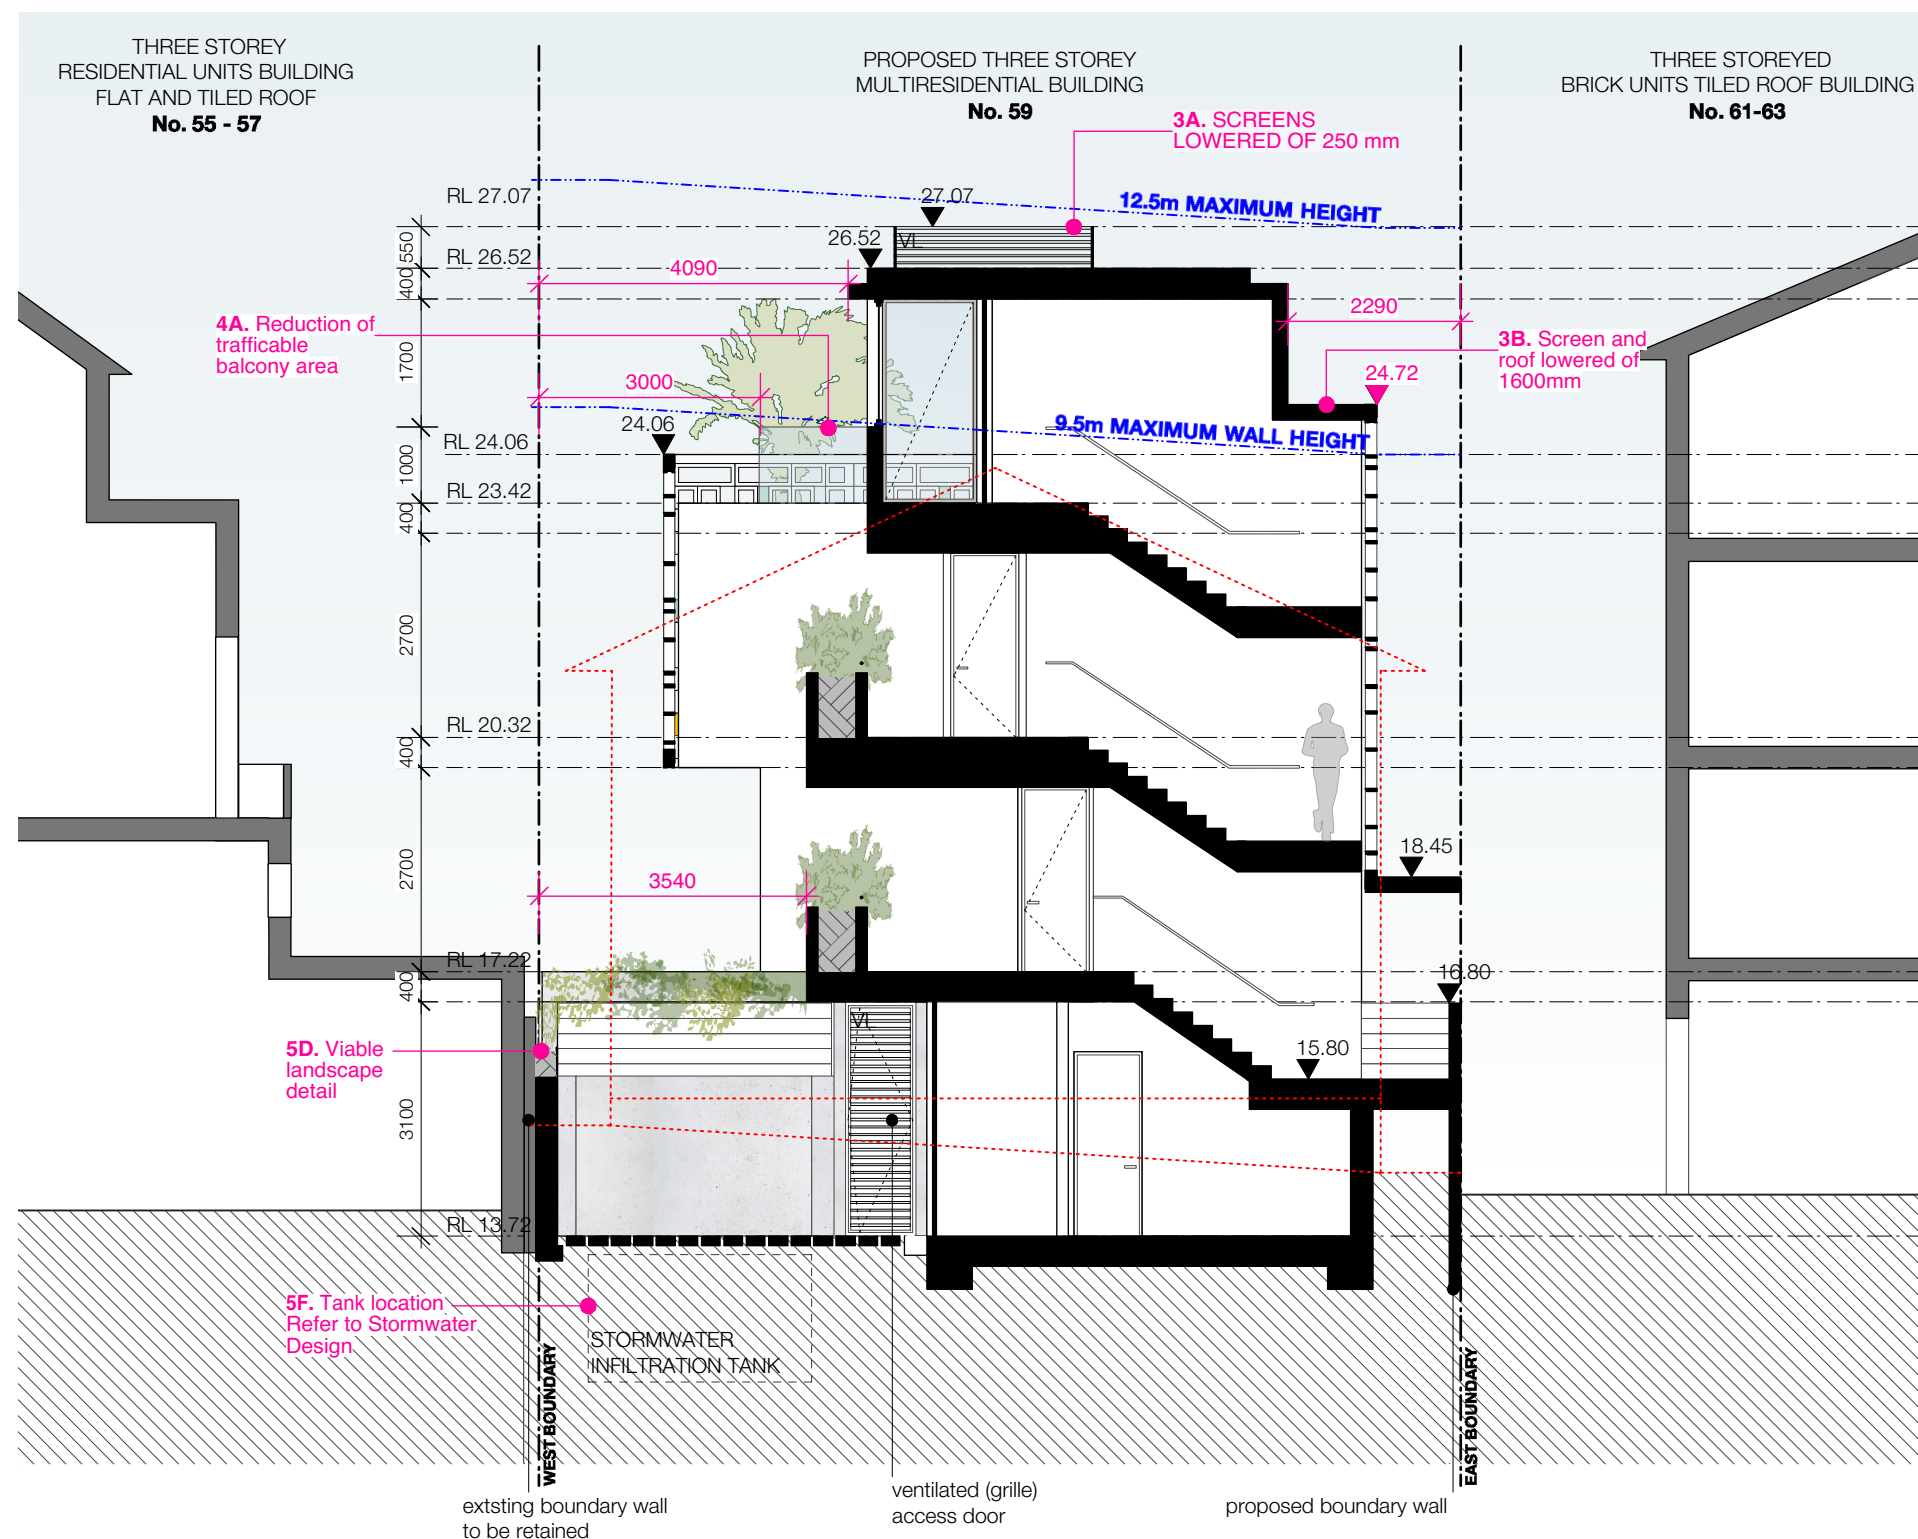 THREE STOREY
RESIDENTIAL UNITS BUILDING
FLAT AND TILED ROOF
No. 55 - 57
PROPOSED THREE STOREY
MULTIRESIDENTIAL BUILDING
No. 59
THREE STOREYED
BRICK UNITS TILED ROOF BUILDING
No. 61-63
3A. SCREENS
LOWERED OF 250 mm
RL 27.07
27.07
12.5m MAXIMUM HEIGHT
26.52
VL
550
RL 26.52
400
4090
2290
4A. Reduction of
trafficable
balcony area
1700
3000
3B. Screen and
roof lowered of
1600mm
24.72
24.06
9.5m MAXIMUM WALL HEIGHT
RL 24.06
1000
RL 23.42
400
2700
RL 20.32
400
18.45
2700
3540
RL 17.22
400
16.80
VL
15.80
5D. Viable
landscape
detail
3100
RL 13.72
5F. Tank location
Refer to Stormwater
Design
STORMWATER
INFILTRATION TANK
WEST BOUNDARY
EAST BOUNDARY
extsting boundary wall
to be retained
ventilated (grille)
access door
proposed boundary wall